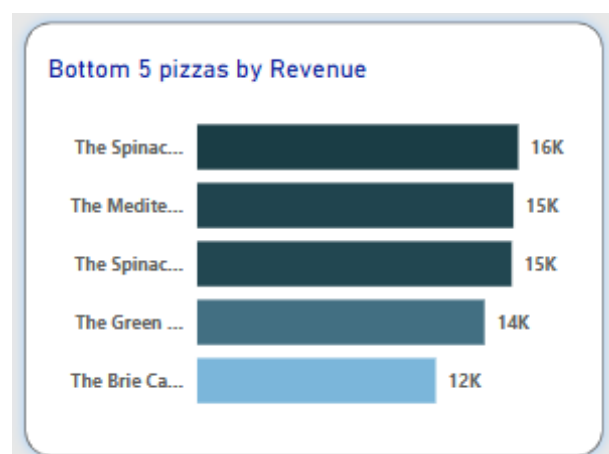 Bottom 5 pizzas by Revenue
The Spinac... 16K
The Medite... 15K
The Spinac... 15K
The Green ... 14K
The Brie Ca... 12K